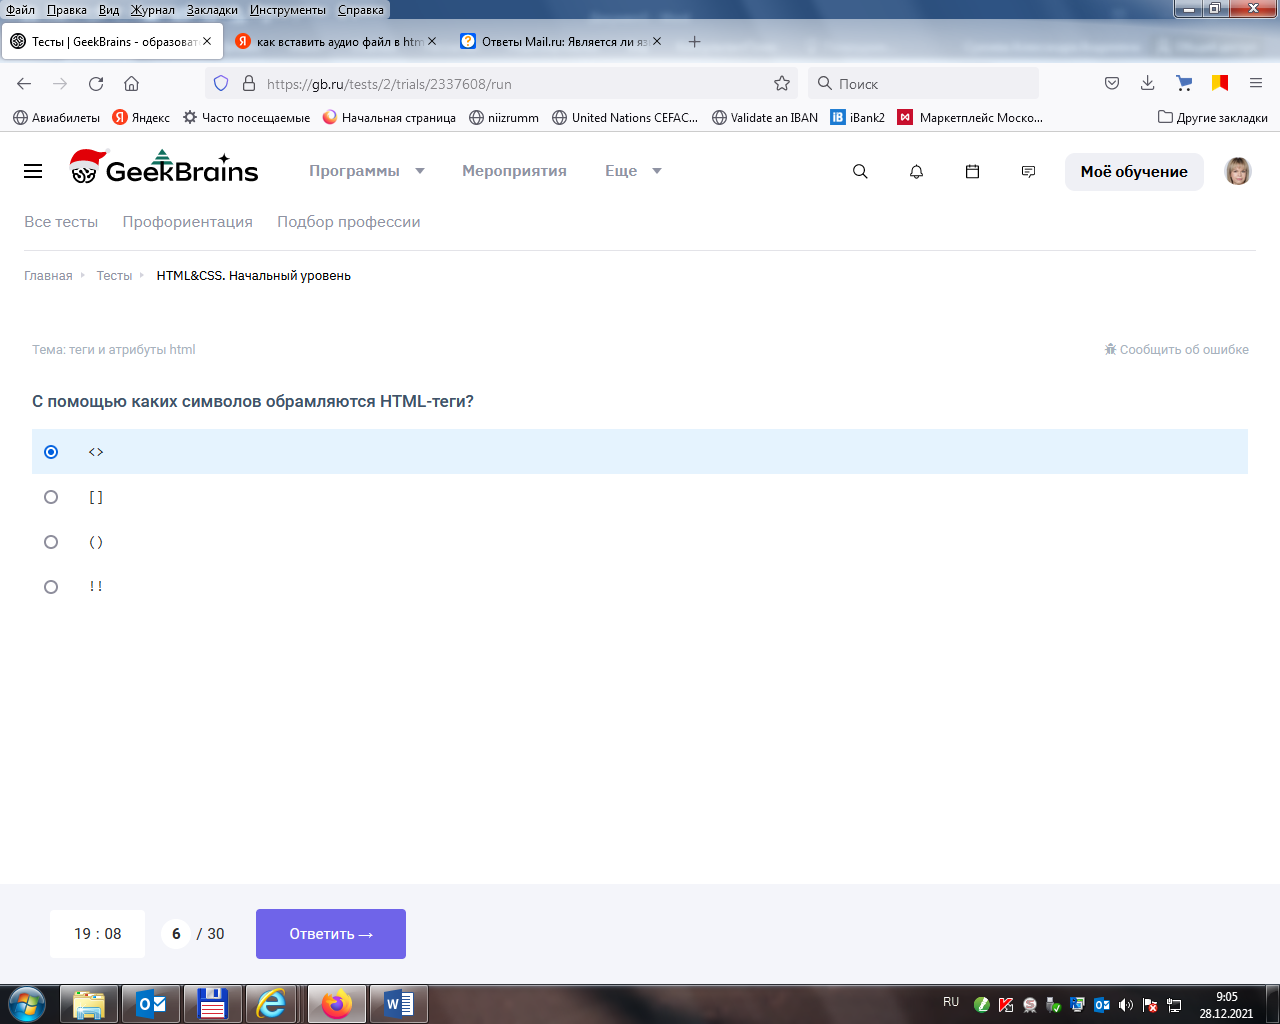 Файл Правка Вид Журнал Закладки Инструменты Справка
Тесты | GeekBrains - образоват
как вставить аудио файл в htm
Ответы Mail.ru: Является ли яз
https://gb.ru/tests/2/trials/2337608/run
Поиск
Авиабилеты Яндекс Часто посещаемые Начальная страница niizrumm United Nations CEFAC... Validate an IBAN iBank2 Маркетплейс Моско... Другие закладки
GeekBrains Программы Мероприятия Еще Моё обучение
Все тесты Профориентация Подбор профессии
Главная Тесты HTML&CSS. Начальный уровень
Тема: теги и атрибуты html Сообщить об ошибке
С помощью каких символов обрамляются HTML-теги?
<>
[]
()
!!
19 : 08 6 / 30 Ответить →
RU 9:05
28.12.2021